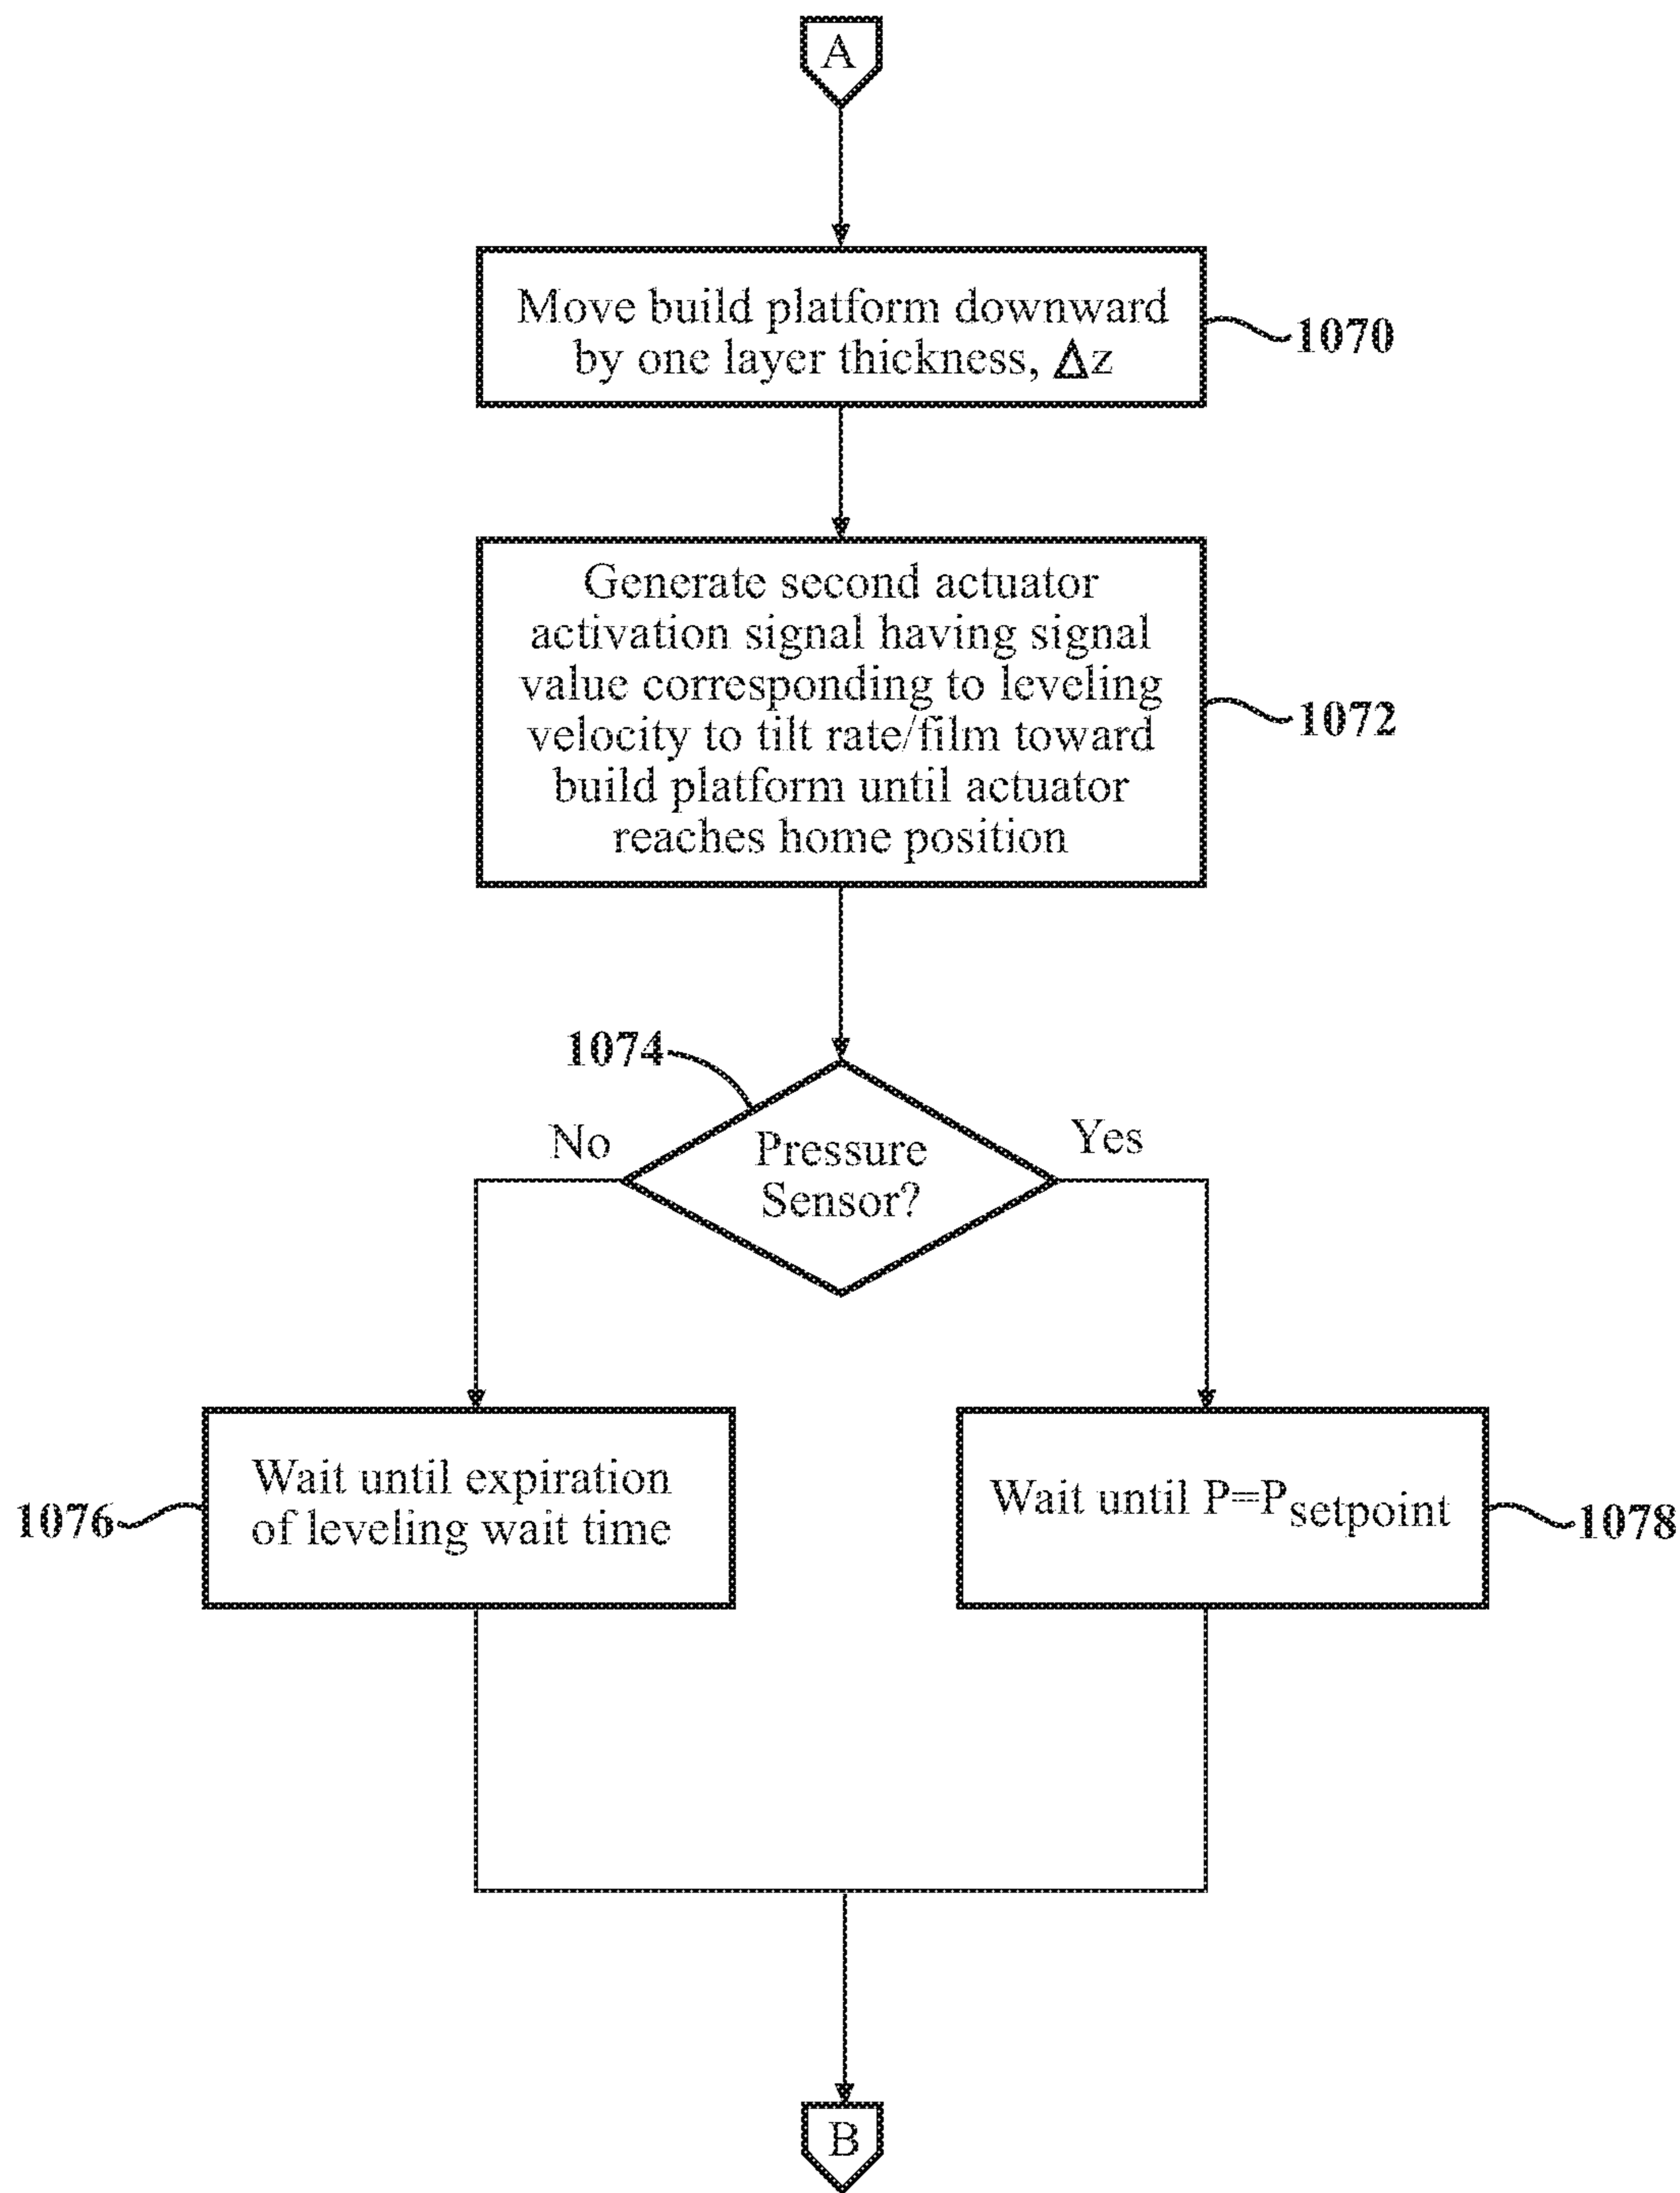 A
Move build platform downward
by one layer thickness, Δz
1070
Generate second actuator
activation signal having signal
value corresponding to leveling
velocity to tilt rate/film toward
build platform until actuator
reaches home position
1072
1074
No
Pressure
Sensor?
Yes
Wait until expiration
of leveling wait time
1076
Wait until P=Psetpoint
1078
B